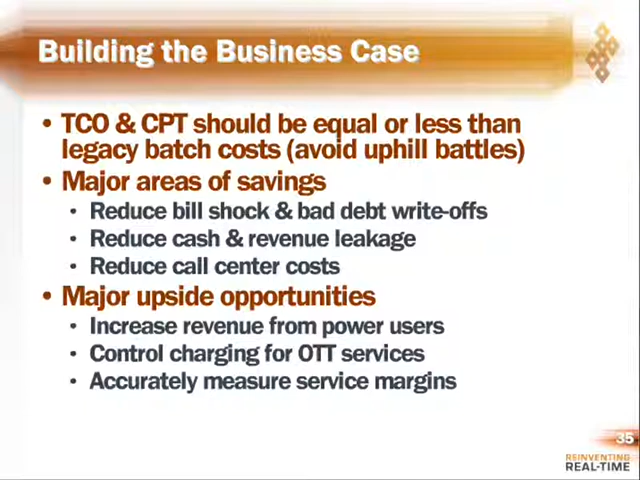 Building the Business Case
• TCO & CPT should be equal or less than
legacy batch costs (avoid uphill battles)
• Major areas of savings
• Reduce bill shock & bad debt write-offs
• Reduce cash & revenue leakage
• Reduce call center costs
• Major upside opportunities
• Increase revenue from power users
• Control charging for OTT services
• Accurately measure service margins
35
REINVENTING
REAL-TIME